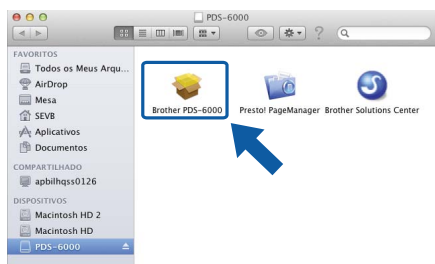 PDS-6000
FAVORITOS
Todos os Meus Arqu...
AirDrop
Mesa
SEVB
Aplicativos
Documentos
COMPARTILHADO
apbilhqss0126
DISPOSITIVOS
Macintosh HD 2
Macintosh HD
PDS-6000
Brother PDS-6000
Presto! PageManager
Brother Solutions Center